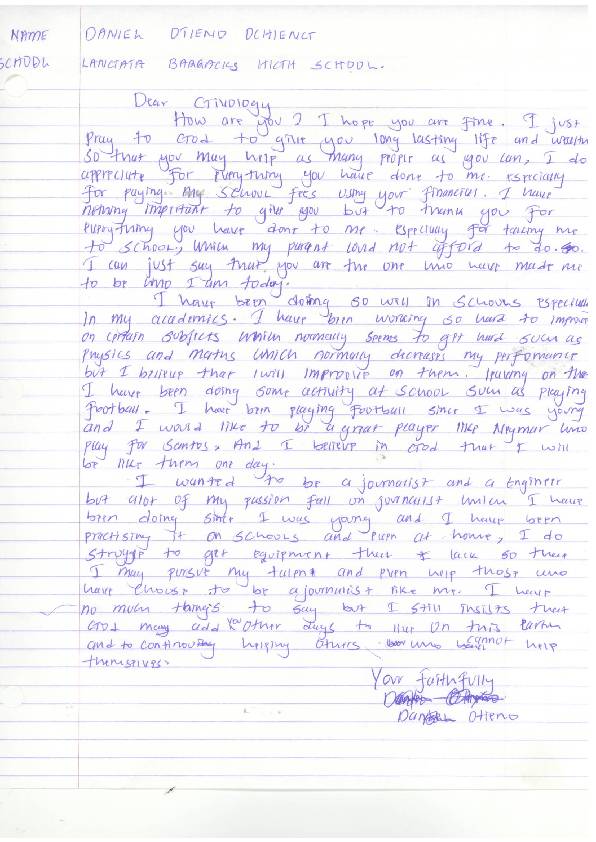 NAME DANIEL OTIENO OCHIENG
SCHOOL LANGATA BARRACKS HIGH SCHOOL.
Dear Givology
How are you? I hope you are fine. I just
pray to God to give you long lasting life and wealth
so that you may help as many people as you can, I do
appreciate for everything you have done to me. especially
for paying my school fees using your financial. I have
nothing important to give you but to thank you for
everything you have done to me. especially for taking me
to school, which my parent could not afford to do. so.
I can just say that you are the one who have made me
to be who I am today.
I have been doing so well in schools especially
In my academics. I have been working so hard to improve
on certain subjects which normally seems to get hard such as
physics and maths which normally decreases my perfomance
but I believe that I will improve on them. leaving on that
I have been doing some activity at school such as playing
football. I have been playing football since I was young
and I would like to be a great player like Neymar who
play for Santos, And I believe in God that I will
be like them one day.
I wanted to be a journalist and a Engineer
but alot of my passion fall on journalist which I have
been doing since I was young and I have been
practising it on schools and even at home, I do
struggle to get equipment that lack so that
I may pursue my talent and even help those who
have choose to be a journalist like me. I have
no much thing's to say but I still insists that
God may add you other days to live on this Earth
and to continouing helping others who cannot help
themselves.
Your faithfully
Otieno